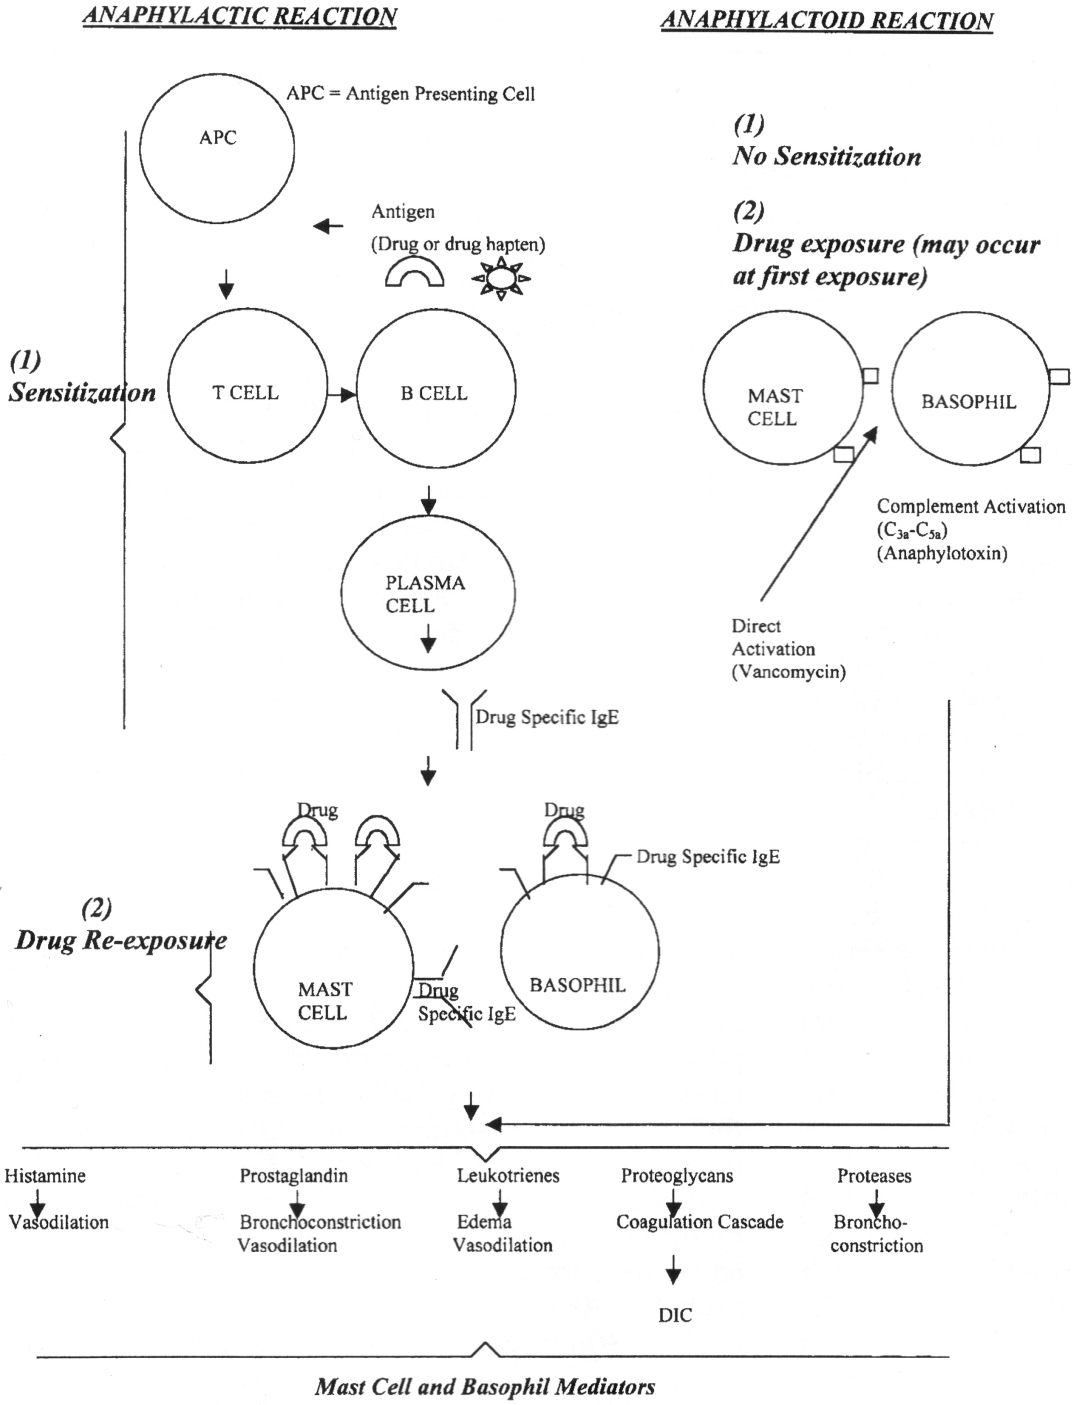 ANAPHYLACTIC REACTION
ANAPHYLACTOID REACTION
APC = Antigen Presenting Cell
APC
Antigen
(Drug or drug hapten)
(1)
Sensitization
T CELL
B CELL
PLASMA
CELL
Drug Specific IgE
(1)
No Sensitization
(2)
Drug exposure (may occur
at first exposure)
MAST
CELL
BASOPHIL
Complement Activation
(C3a-C5a)
(Anaphylotoxin)
Direct
Activation
(Vancomycin)
(2)
Drug Re-exposure
Drug
Drug
Drug Specific IgE
MAST
CELL
Drug
Specific IgE
BASOPHIL
Histamine
Vasodilation
Prostaglandin
Bronchoconstriction
Vasodilation
Leukotrienes
Edema
Vasodilation
Proteoglycans
Coagulation Cascade
DIC
Proteases
Broncho-
constriction
Mast Cell and Basophil Mediators